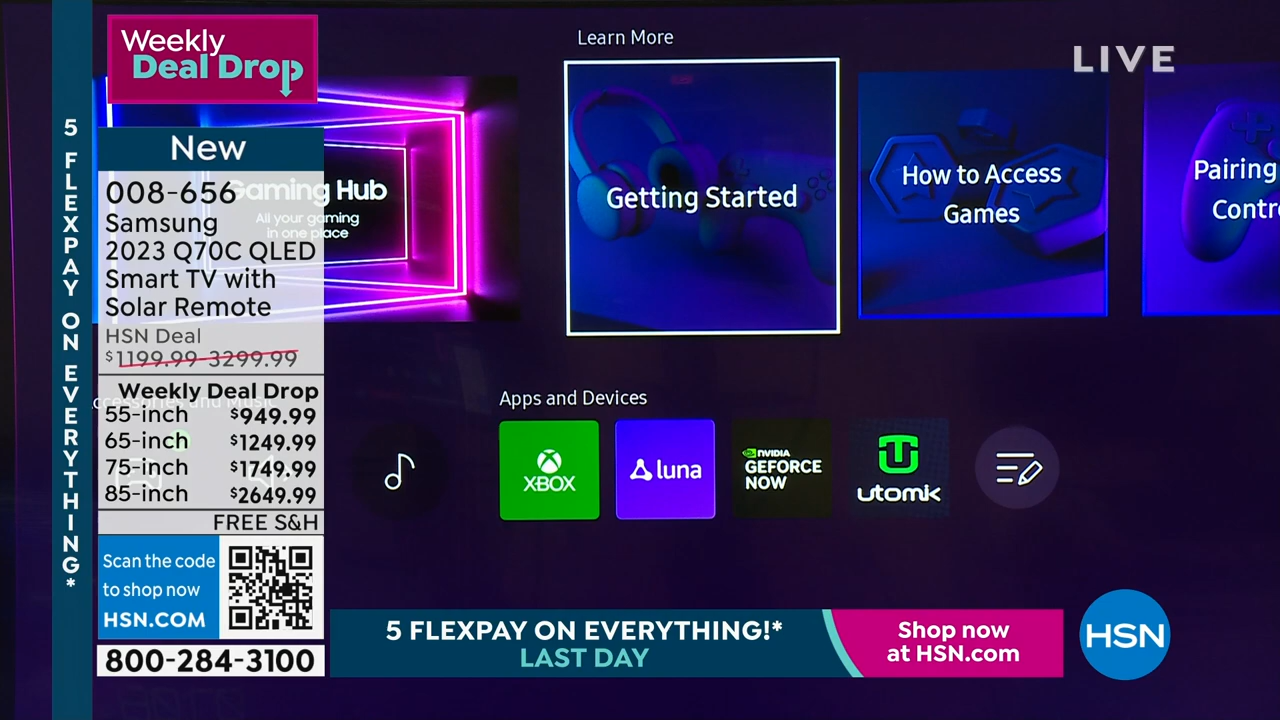 Weekly
Deal Drop
5 FLEXPAY ON EVERYTHING*
New
008-656
Samsung
2023 Q70C QLED
Smart TV with
Solar Remote
HSN Deal
$1199.99-3299.99
Weekly Deal Drop
55-inch $949.99
65-inch $1249.99
75-inch $1749.99
85-inch $2649.99
FREE S&H
Scan the code
to shop now
HSN.COM
800-284-3100
Gaming Hub
All your gaming
in one place
Learn More
Getting Started
How to Access
Games
Pairing
Contr
LIVE
Accessories and Music
Apps and Devices
XBOX
luna
NVIDIA
GEFORCE
NOW
utomik
5 FLEXPAY ON EVERYTHING!*
LAST DAY
Shop now
at HSN.com
HSN